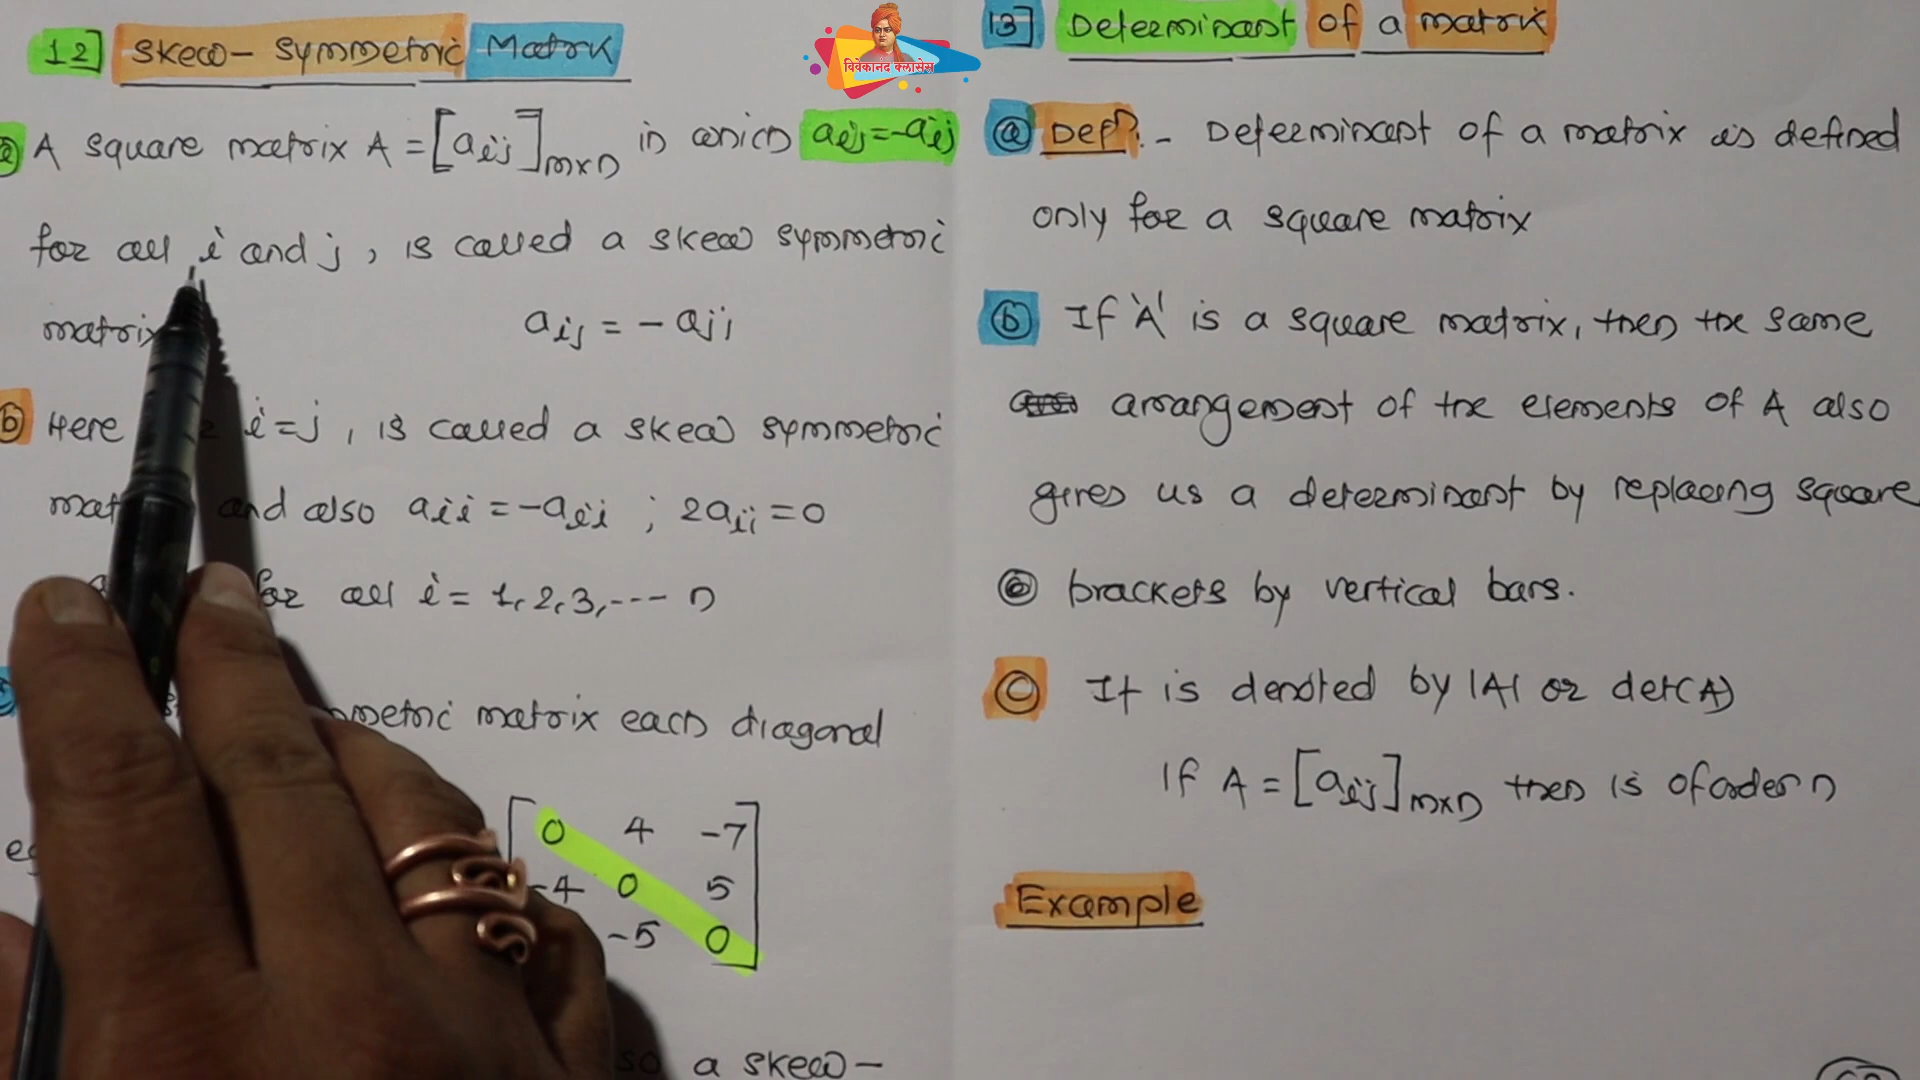 12] Skew-Symmetric Matrix
A square matrix A = [aij]m×n in which aij = -aij
for all i and j, is called a skew symmetric
matrix
aij = - aji
b Here i = j, is called a skew symmetric
and also aii = -aii ; 2aii = 0
for all i = 1, 2, 3, ---- n
matrix each diagonal
0 4 -7
-4 0 5
-5 0
a skew-
विवेकानंद क्लासेस
13] Determinant of a matrix
(a) Defn. - Determinant of a matrix is defined
only for a square matrix
(b) If 'A' is a square matrix, then the same
arrangement of the elements of A also
gives us a determinant by replacing square
brackets by vertical bars.
(c) It is denoted by |A| or det(A)
If A = [aij]m×n then is of order n
Example